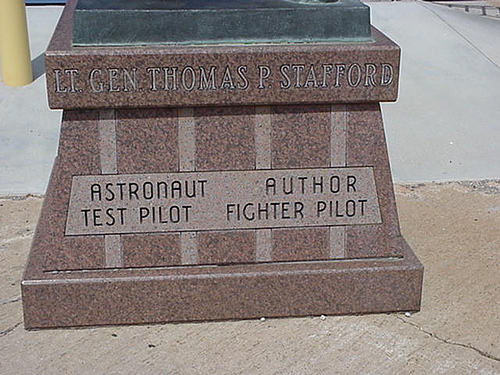 LT. GEN. THOMAS P. STAFFORD
ASTRONAUT AUTHOR
TEST PILOT FIGHTER PILOT